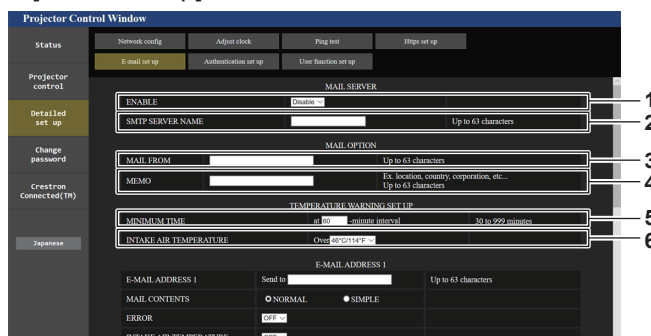 Projector Control Window
Status
Network config
Adjust clock
Ping test
Https set up
E-mail set up
Authentication set up
User function set up
Projector
control
Detailed
set up
Change
password
Crestron
Connected(TM)
Japanese
MAIL SERVER
ENABLE Disable 1
SMTP SERVER NAME Up to 63 characters 2
MAIL OPTION
MAIL FROM Up to 63 characters 3
MEMO Ex. location, country, corporation, etc... 4
Up to 63 characters
TEMPERATURE WARNING SET UP
MINIMUM TIME at 60 -minute interval 30 to 999 minutes 5
INTAKE AIR TEMPERATURE Over 46°C/114°F 6
E-MAIL ADDRESS 1
E-MAIL ADDRESS 1 Send to Up to 63 characters
MAIL CONTENTS NORMAL SIMPLE
ERROR OFF
INTAKE AIR TEMPERATURE OFF